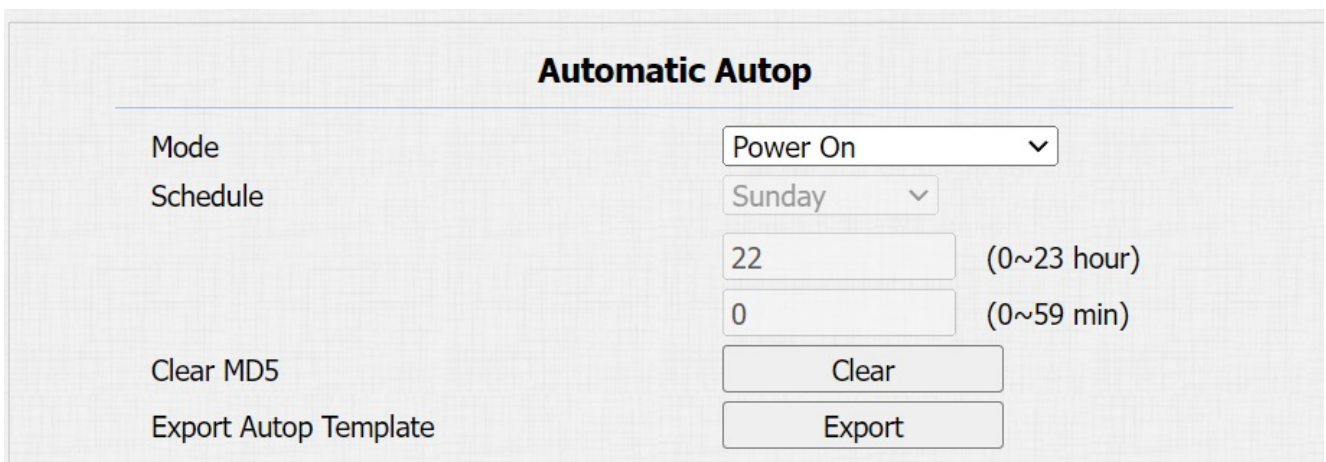 Automatic Autop
Mode Power On
Schedule Sunday
22 (0~23 hour)
0 (0~59 min)
Clear MD5 Clear
Export Autop Template Export